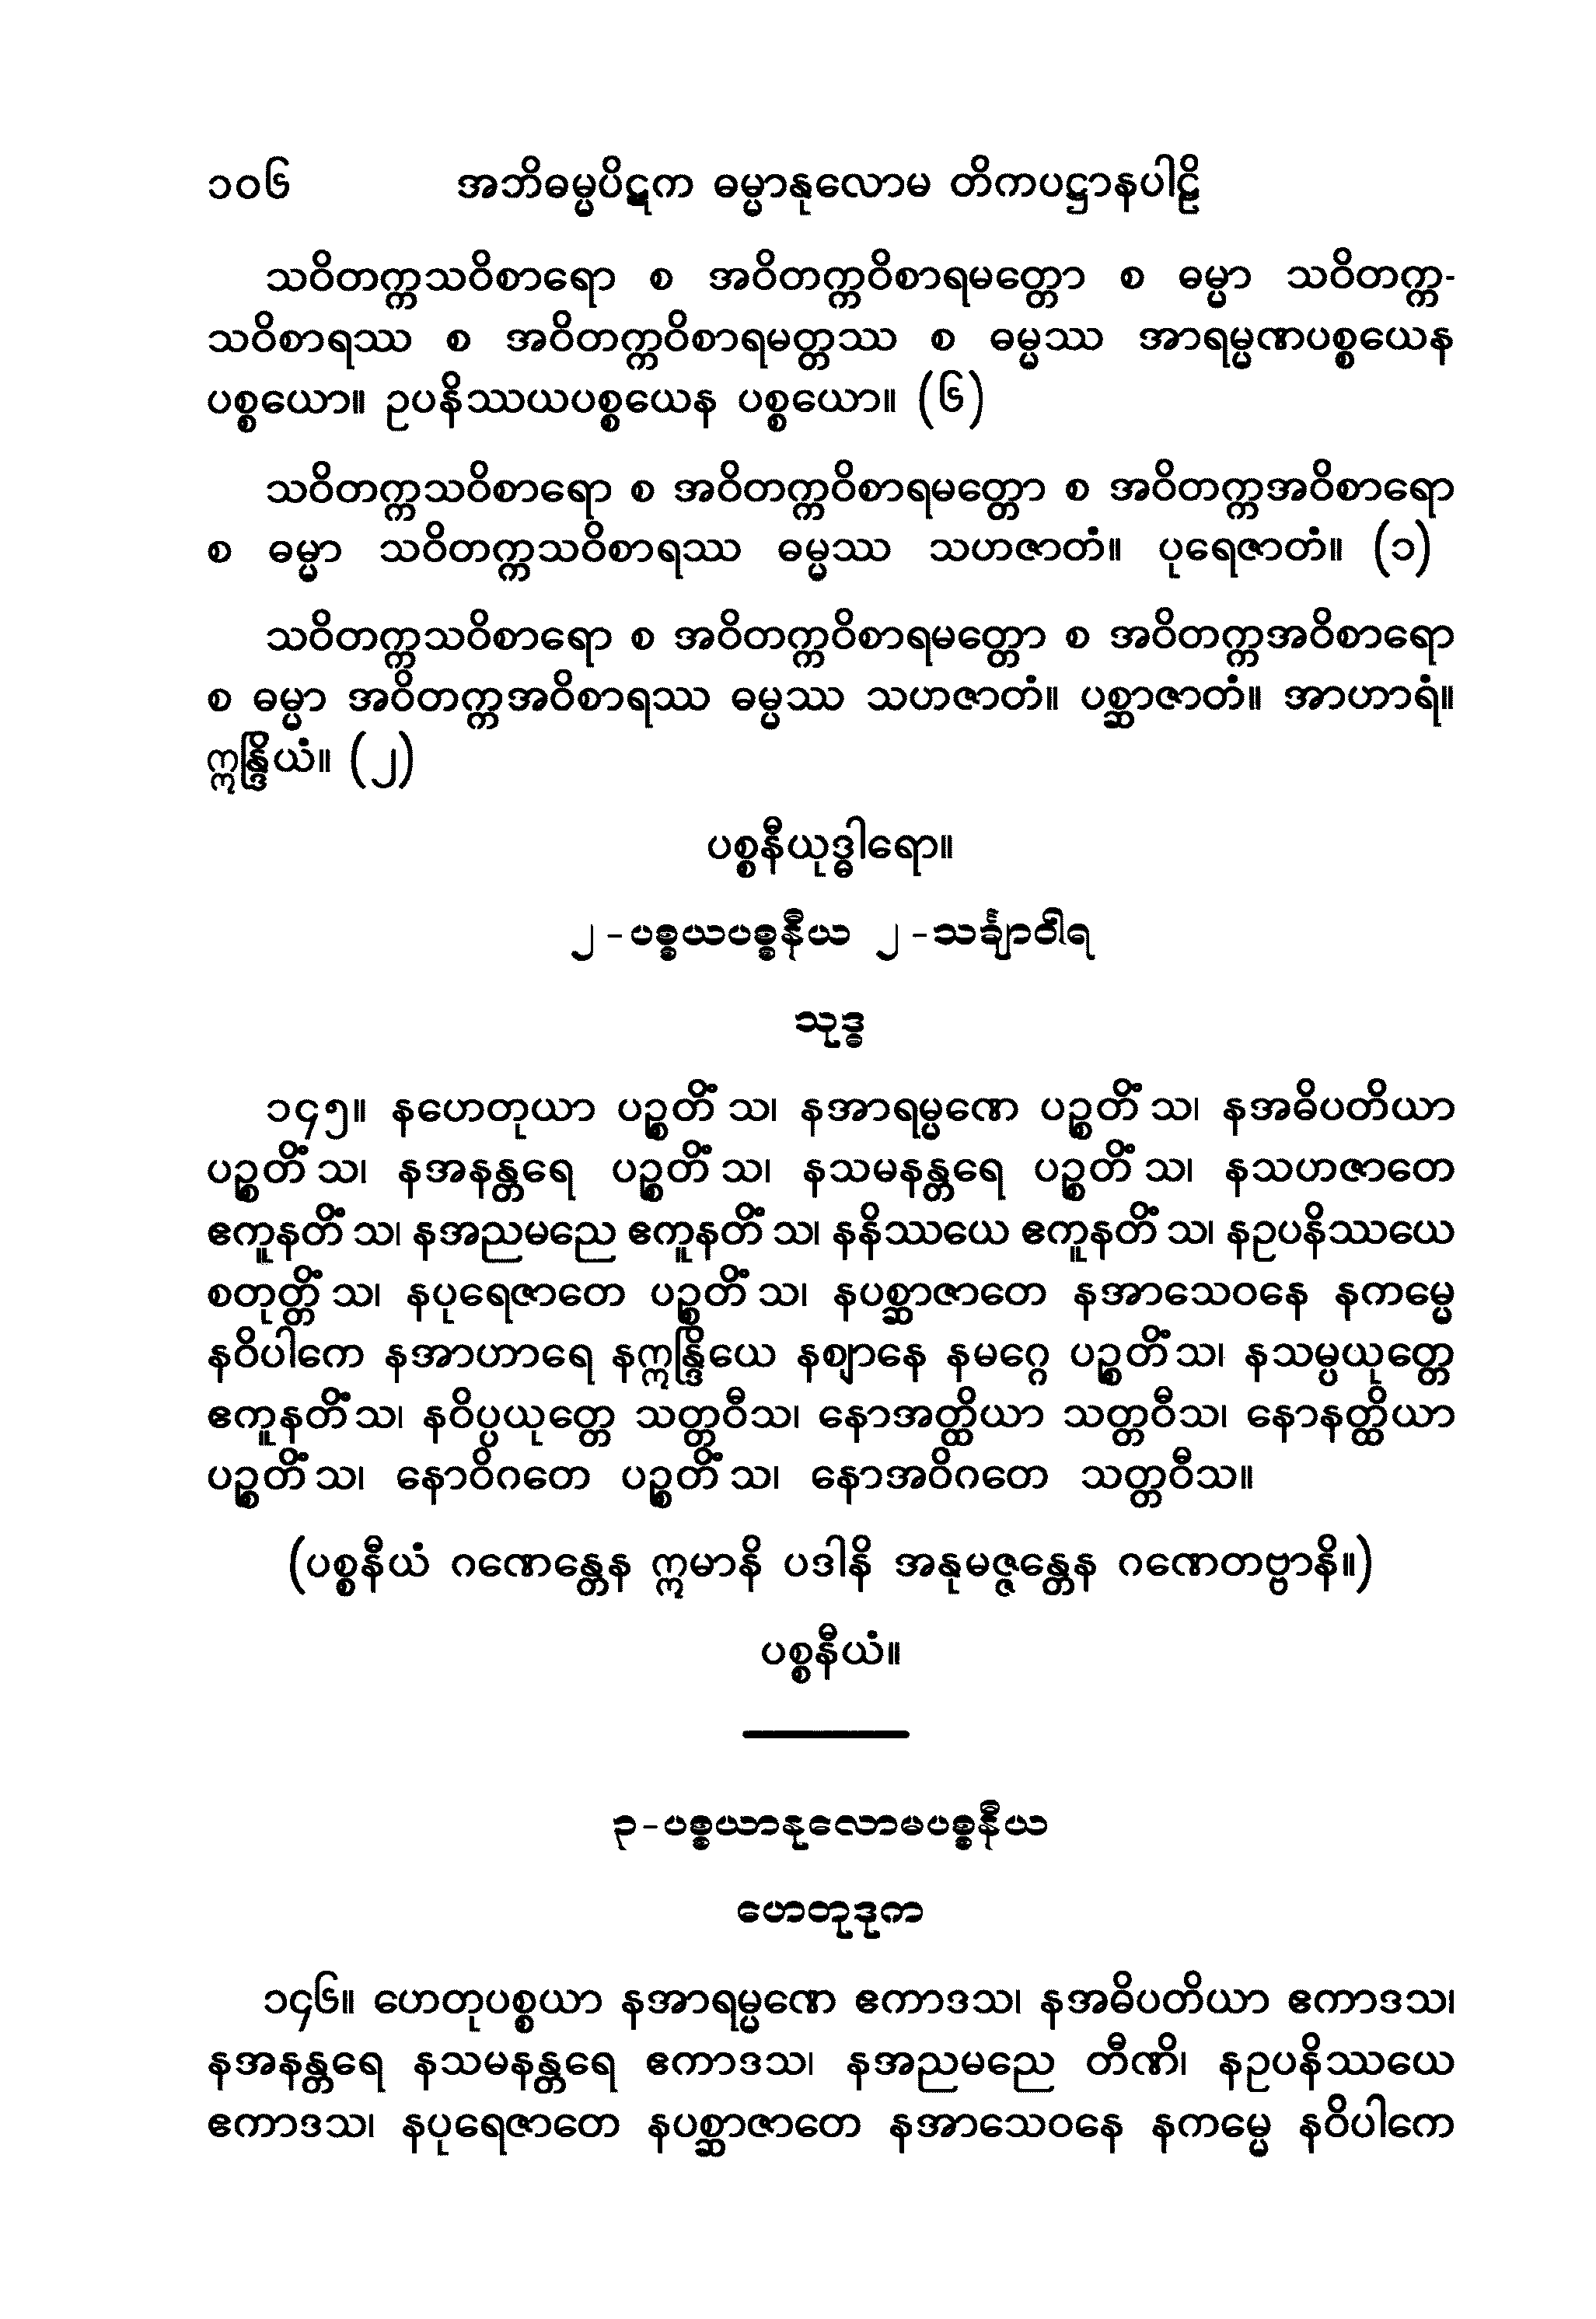 ၁၀၆ အဘိဓမ္မပိဋက ဓမ္မာနုလောမ တိကပဋ္ဌာနပါဠိ
သဝိတက္ကသဝိစာရော စ အဝိတက္ကဝိစာရမတ္တော စ ဓမ္မာ သဝိတက္က-
သဝိစာရဿ စ အဝိတက္ကဝိစာရမတ္တဿ စ ဓမ္မဿ အာရမ္မဏပစ္စယေန
ပစ္စယော။ ဥပနိဿယပစ္စယေန ပစ္စယော။ (၆)
သဝိတက္ကသဝိစာရော စ အဝိတက္ကဝိစာရမတ္တော စ အဝိတက္ကအဝိစာရော
စ ဓမ္မာ သဝိတက္ကသဝိစာရဿ ဓမ္မဿ သဟဇာတံ။ ပုရေဇာတံ။ (၁)
သဝိတက္ကသဝိစာရော စ အဝိတက္ကဝိစာရမတ္တော စ အဝိတက္ကအဝိစာရော
စ ဓမ္မာ အဝိတက္ကအဝိစာရဿ ဓမ္မဿ သဟဇာတံ။ ပစ္ဆာဇာတံ။ အာဟာရံ။
ဣန္ဒြိယံ။ (၂)
ပစ္စနီယုဒ္ဓါရော။
၂-ပစ္စယပစ္စနီယ ၂-သင်္ချာဝါရ
သုဒ္ဓ
၁၄၅။ နဟေတုယာ ပဉ္စတိံသ၊ နအာရမ္မဏေ ပဉ္စတိံသ၊ နအဓိပတိယာ
ပဉ္စတိံသ၊ နအနန္တရေ ပဉ္စတိံသ၊ နသမနန္တရေ ပဉ္စတိံသ၊ နသဟဇာတေ
ဧကူနတိံသ၊ နအညမညေ ဧကူနတိံသ၊ နနိဿယေ ဧကူနတိံသ၊ နဥပနိဿယေ
စတုတ္တိံသ၊ နပုရေဇာတေ ပဉ္စတိံသ၊ နပစ္ဆာဇာတေ နအာသေဝနေ နကမ္မေ
နဝိပါကေ နအာဟာရေ နဣန္ဒြိယေ နဈာနေ နမဂ္ဂေ ပဉ္စတိံသ၊ နသမ္ပယုတ္တေ
ဧကူနတိံသ၊ နဝိပ္ပယုတ္တေ သတ္တဝီသ၊ နောအတ္ထိယာ သတ္တဝီသ၊ နောနတ္ထိယာ
ပဉ္စတိံသ၊ နောဝိဂတေ ပဉ္စတိံသ၊ နောအဝိဂတေ သတ္တဝီသ။
(ပစ္စနီယံ ဂဏေန္တေန ဣမာနိ ပဒါနိ အနုမဇ္ဇန္တေန ဂဏေတဗ္ဗာနိ။)
ပစ္စနီယံ။
၃-ပစ္စယာနုလောမပစ္စနီယ
ဟေတုဒုက
၁၄၆။ ဟေတုပစ္စယာ နအာရမ္မဏေ ဧကာဒသ၊ နအဓိပတိယာ ဧကာဒသ၊
နအနန္တရေ နသမနန္တရေ ဧကာဒသ၊ နအညမညေ တီဏိ၊ နဥပနိဿယေ
ဧကာဒသ၊ နပုရေဇာတေ နပစ္ဆာဇာတေ နအာသေဝနေ နကမ္မေ နဝိပါကေ